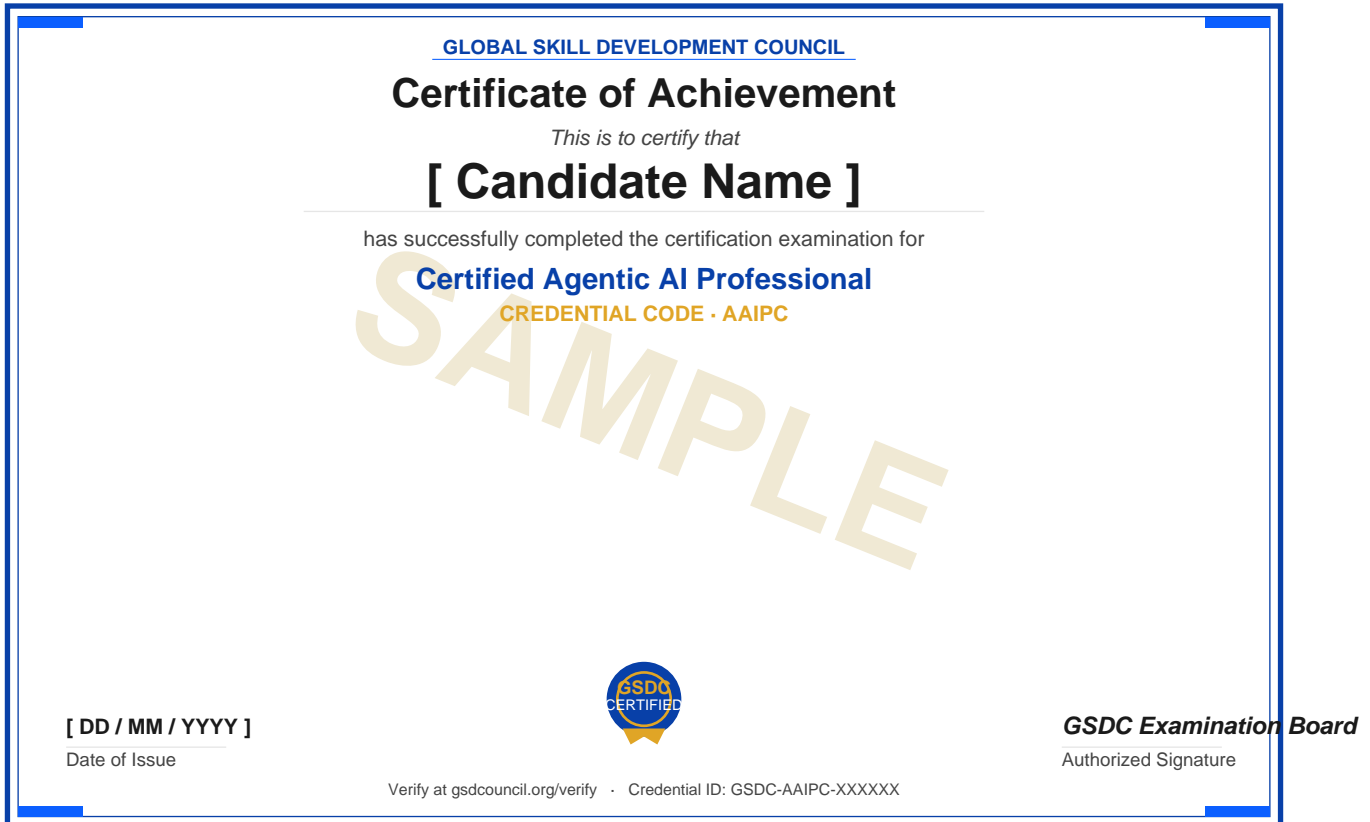 GLOBAL SKILL DEVELOPMENT COUNCIL
Certificate of Achievement
This is to certify that
[ Candidate Name ]
has successfully completed the certification examination for
Certified Agentic AI Professional
CREDENTIAL CODE · AAIPC
SAMPLE
GSDC
CERTIFIED
[ DD / MM / YYYY ]
Date of Issue
GSDC Examination Board
Authorized Signature
Verify at gsdcouncil.org/verify · Credential ID: GSDC-AAIPC-XXXXXX